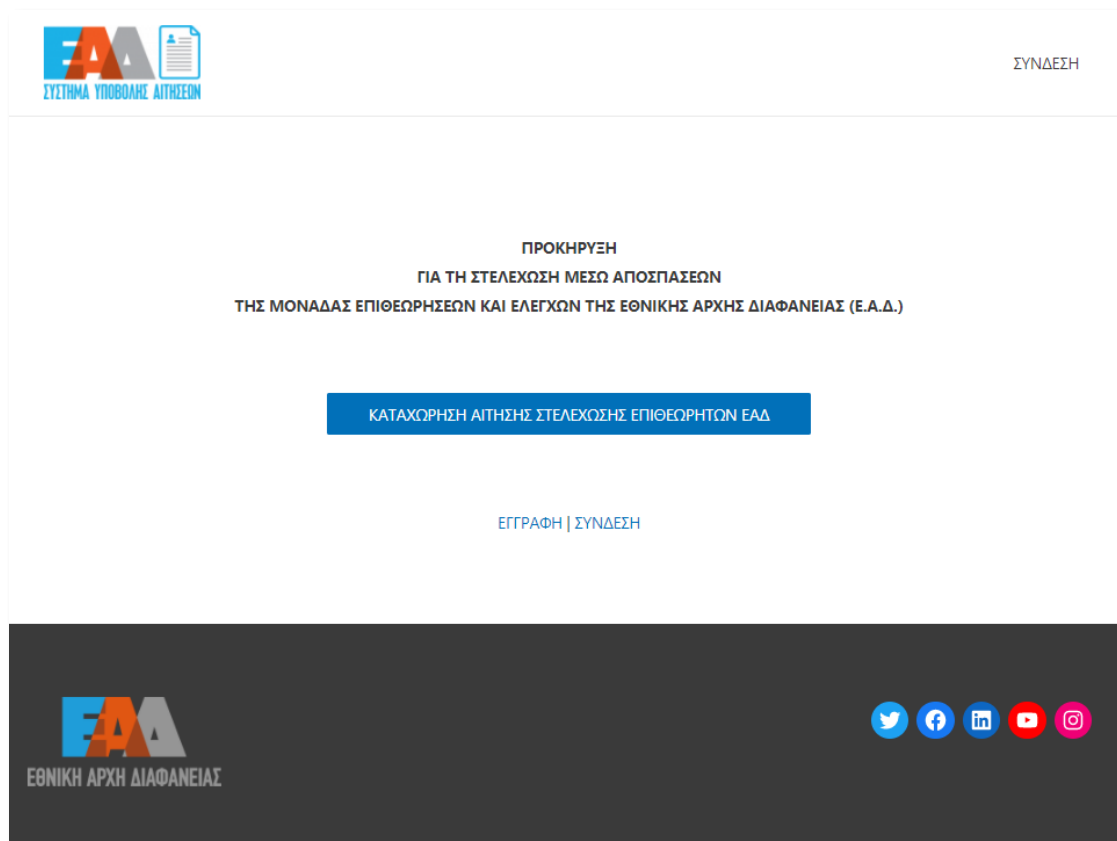 ΕΑΔ
ΣΥΣΤΗΜΑ ΥΠΟΒΟΛΗΣ ΑΙΤΗΣΕΩΝ
ΣΥΝΔΕΣΗ
ΠΡΟΚΗΡΥΞΗ
ΓΙΑ ΤΗ ΣΤΕΛΕΧΩΣΗ ΜΕΣΩ ΑΠΟΣΠΑΣΕΩΝ
ΤΗΣ ΜΟΝΑΔΑΣ ΕΠΙΘΕΩΡΗΣΕΩΝ ΚΑΙ ΕΛΕΓΧΩΝ ΤΗΣ ΕΘΝΙΚΗΣ ΑΡΧΗΣ ΔΙΑΦΑΝΕΙΑΣ (Ε.Α.Δ.)
ΚΑΤΑΧΩΡΗΣΗ ΑΙΤΗΣΗΣ ΣΤΕΛΕΧΩΣΗΣ ΕΠΙΘΕΩΡΗΤΩΝ ΕΑΔ
ΕΓΓΡΑΦΗ | ΣΥΝΔΕΣΗ
ΕΑΔ
ΕΘΝΙΚΗ ΑΡΧΗ ΔΙΑΦΑΝΕΙΑΣ